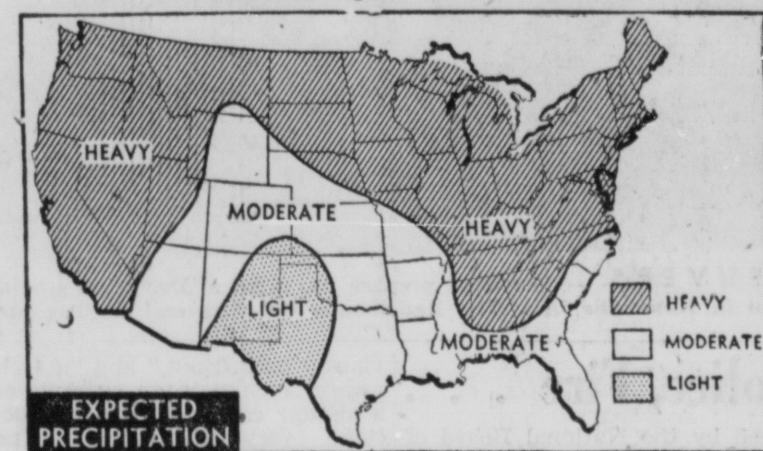 HEAVY
MODERATE
HEAVY
LIGHT
MODERATE
HEAVY
MODERATE
LIGHT
EXPECTED
PRECIPITATION